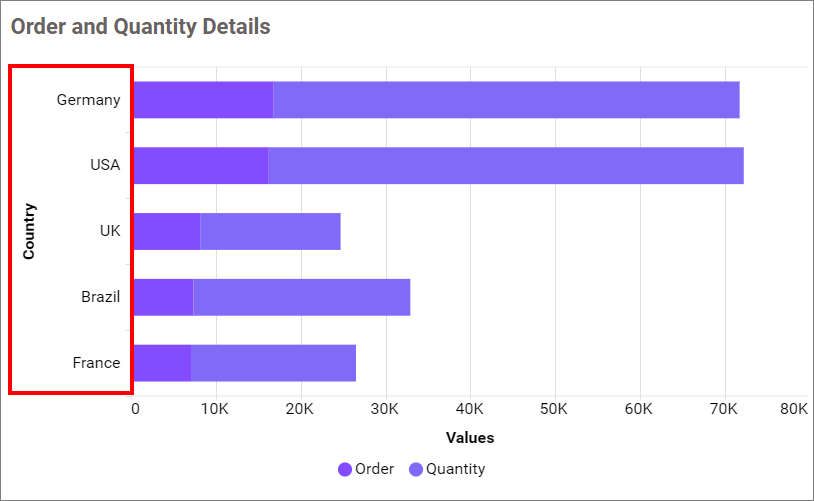 Order and Quantity Details
Germany
USA
UK
Brazil
France
Country
0 10K 20K 30K 40K 50K 60K 70K 80K
Values
Order Quantity